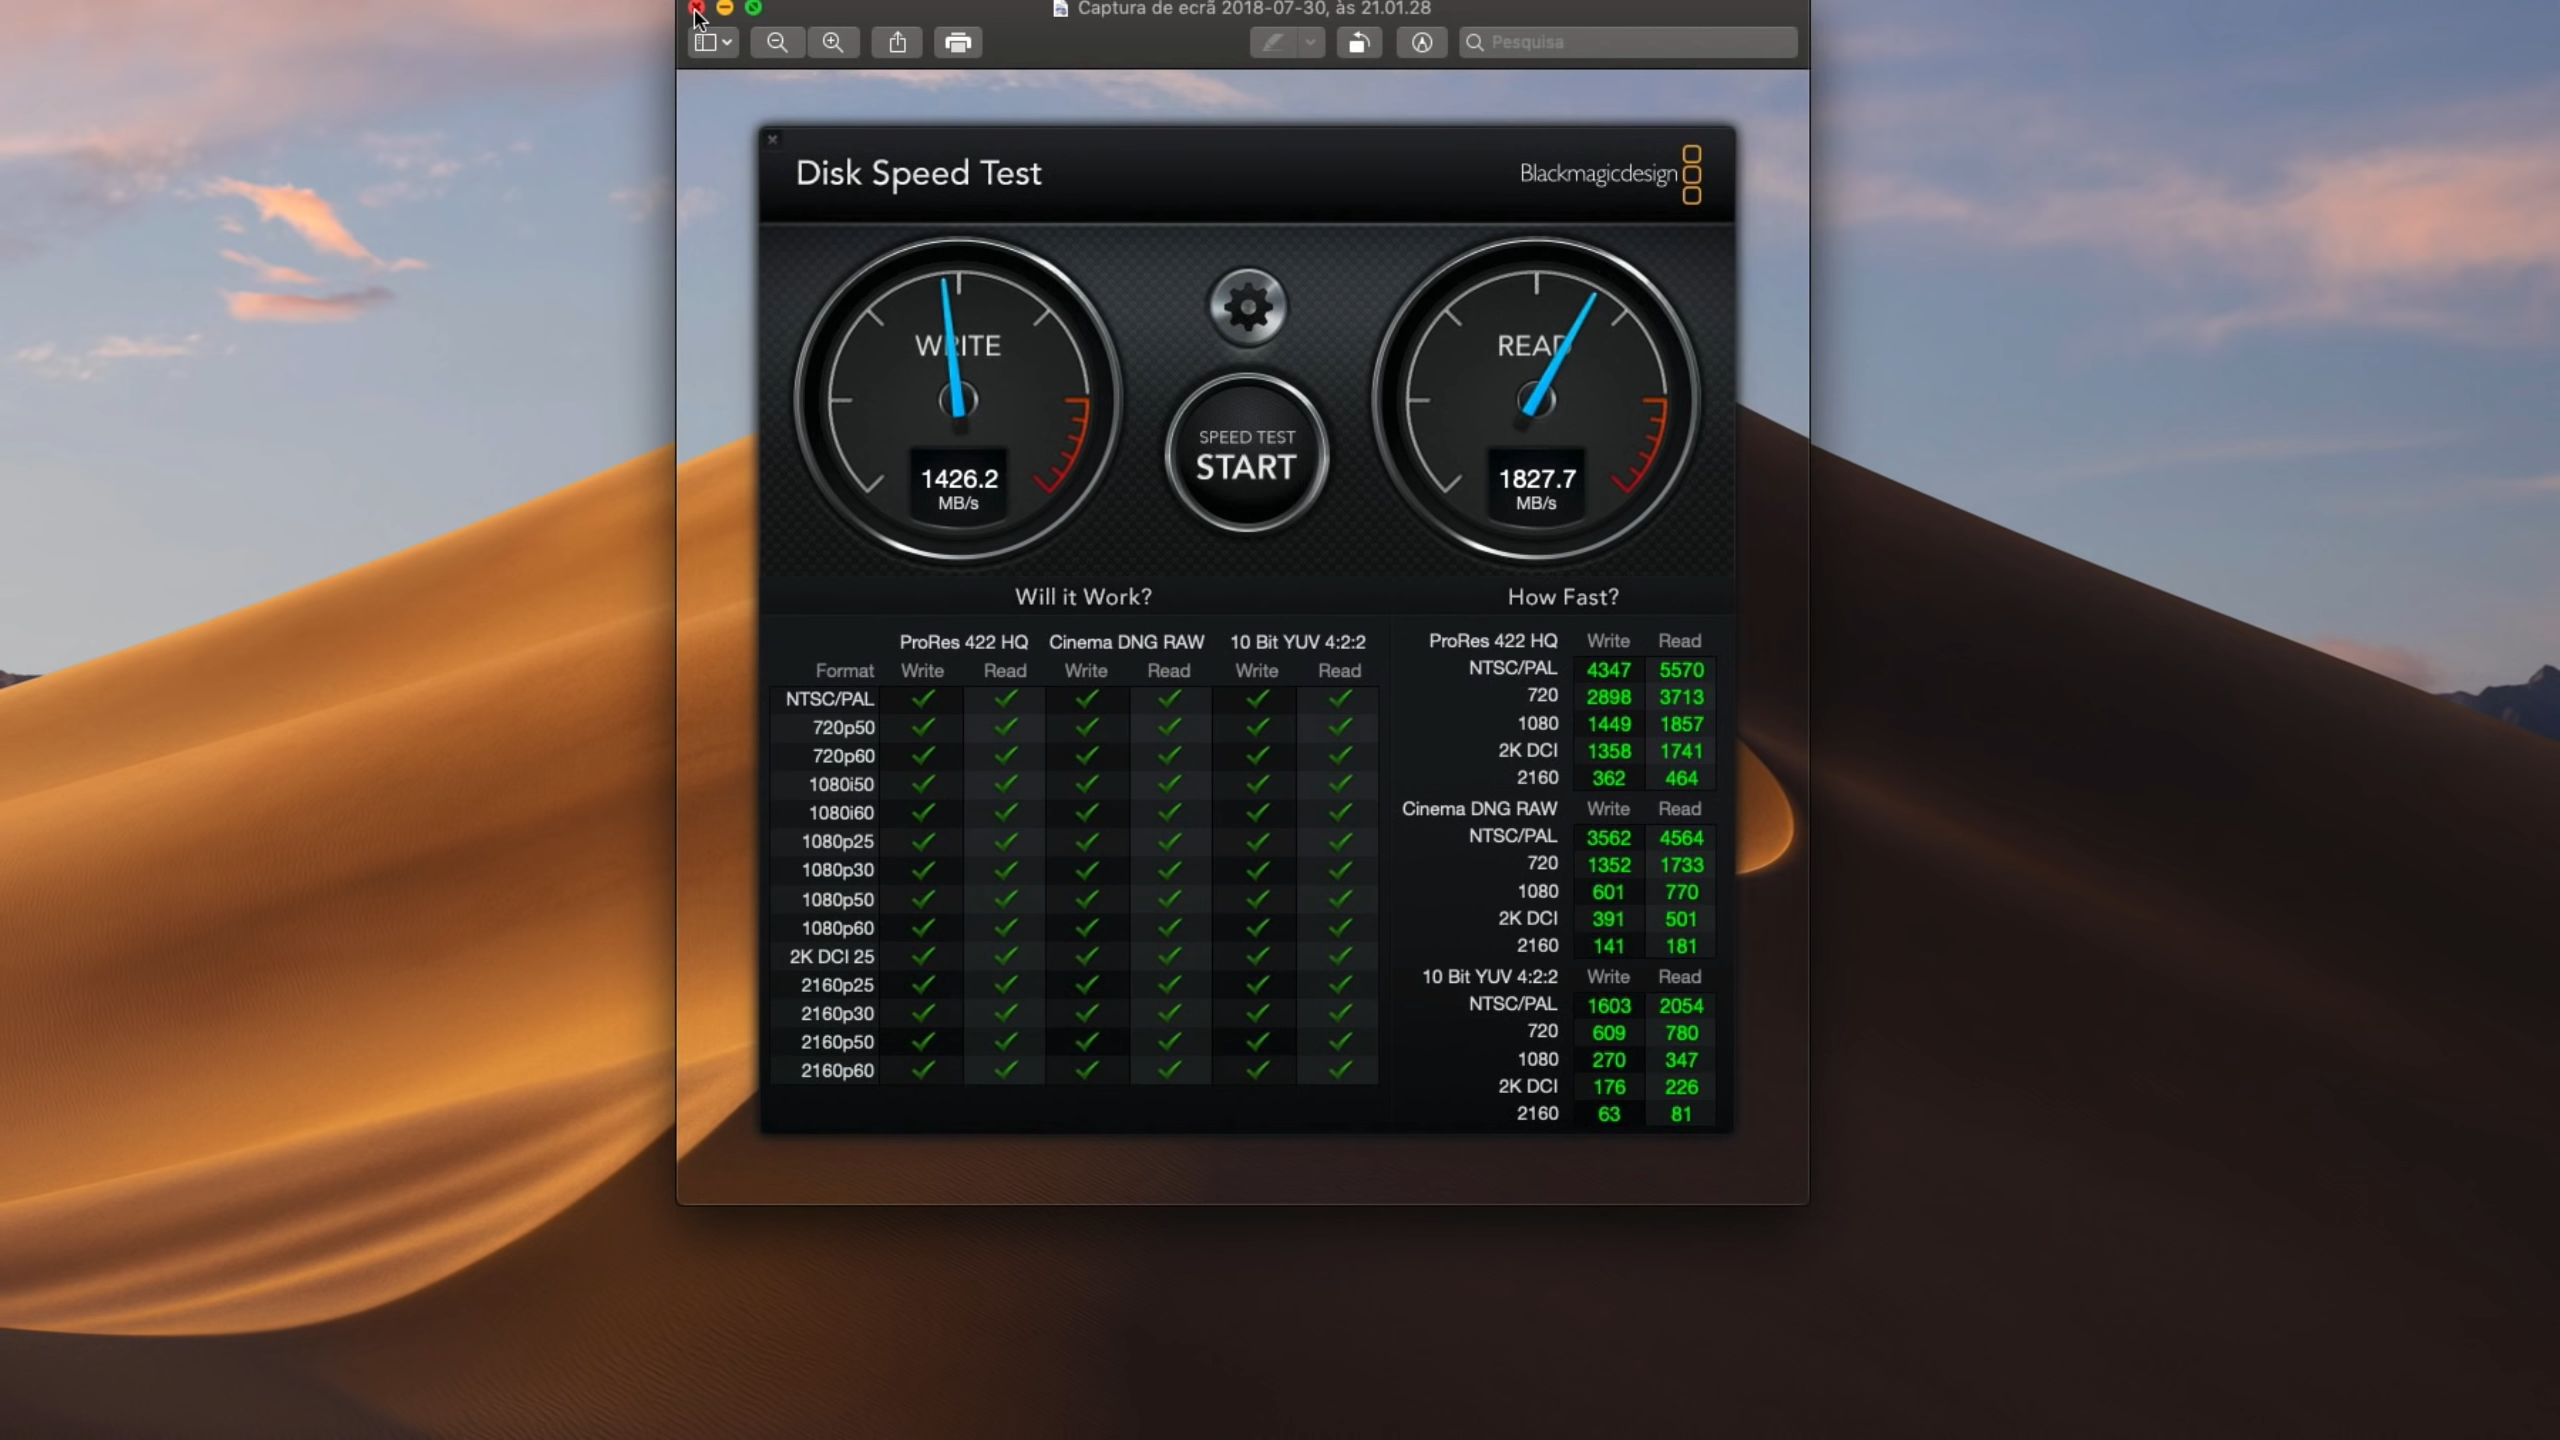 Captura de ecrã 2018-07-30, às 21.01.28
Pesquisa
Disk Speed Test
Blackmagicdesign
WRITE
1426.2
MB/s
SPEED TEST
START
READ
1827.7
MB/s
Will it Work?
ProRes 422 HQ Cinema DNG RAW 10 Bit YUV 4:2:2
Format Write Read Write Read Write Read
NTSC/PAL
720p50
720p60
1080i50
1080i60
1080p25
1080p30
1080p50
1080p60
2K DCI 25
2160p25
2160p30
2160p50
2160p60
How Fast?
ProRes 422 HQ Write Read
NTSC/PAL 4347 5570
720 2898 3713
1080 1449 1857
2K DCI 1358 1741
2160 362 464
Cinema DNG RAW Write Read
NTSC/PAL 3562 4564
720 1352 1733
1080 601 770
2K DCI 391 501
2160 141 181
10 Bit YUV 4:2:2 Write Read
NTSC/PAL 1603 2054
720 609 780
1080 270 347
2K DCI 176 226
2160 63 81